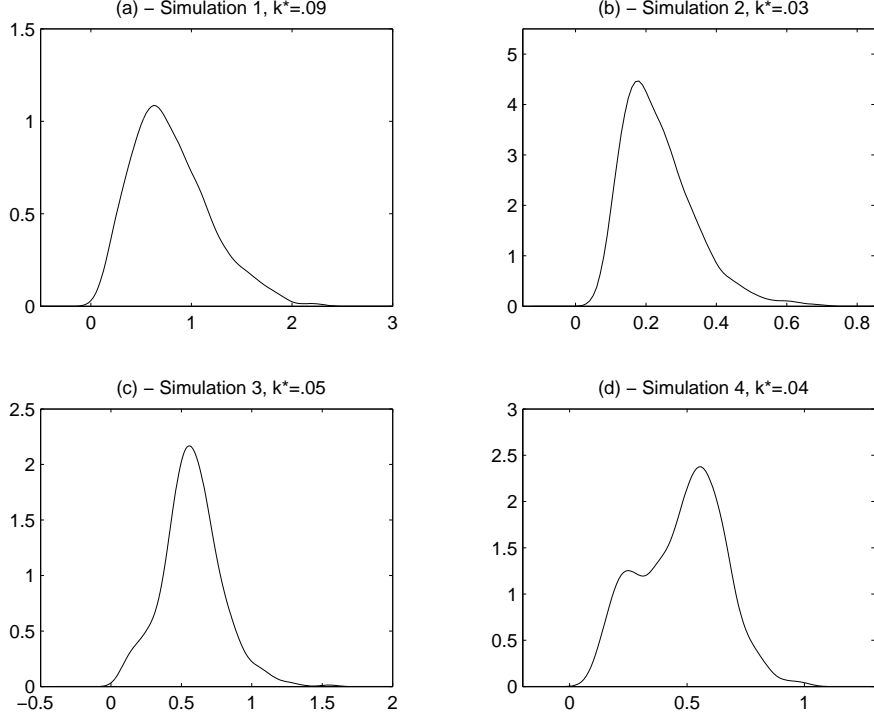 (a) – Simulation 1, k*=.09
1.5
1
0.5
0
0 1 2 3
(b) – Simulation 2, k*=.03
5
4
3
2
1
0
0 0.2 0.4 0.6 0.8
(c) – Simulation 3, k*=.05
2.5
2
1.5
1
0.5
0
−0.5 0 0.5 1 1.5 2
(d) – Simulation 4, k*=.04
3
2.5
2
1.5
1
0.5
0
0 0.5 1